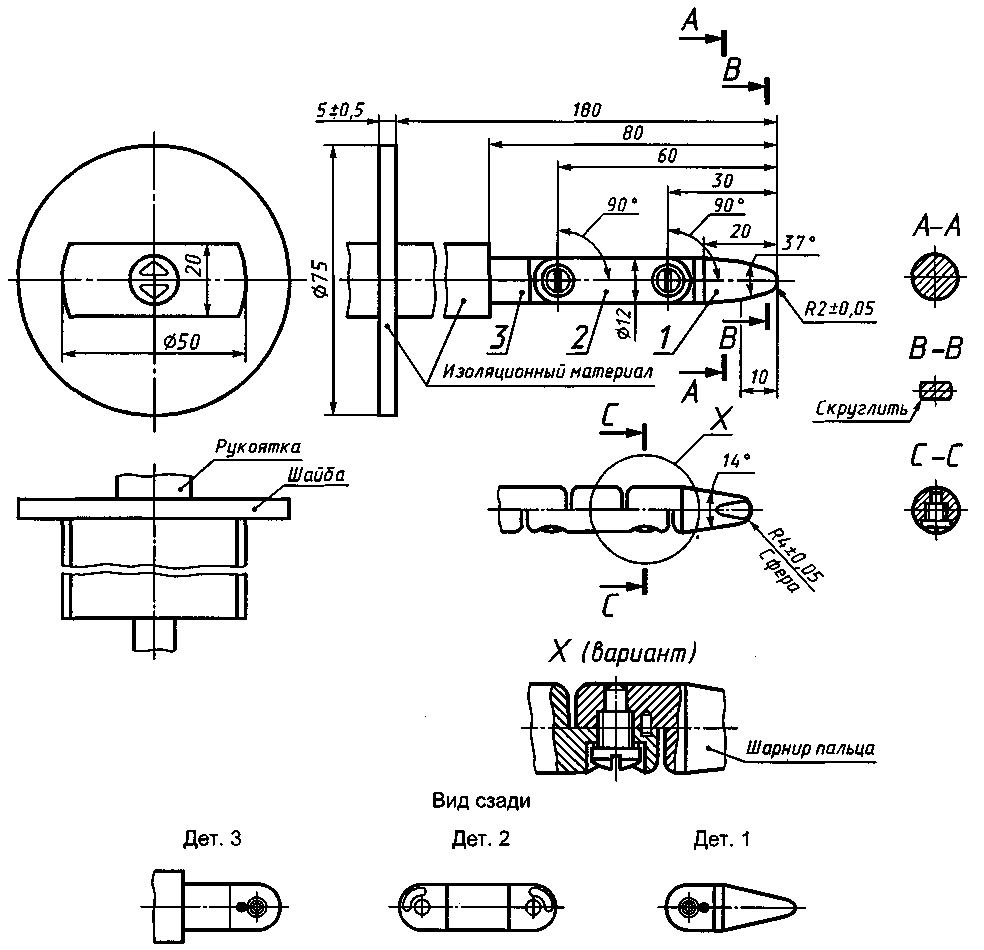 A
B
5±0,5
180
80
60
30
90°
90°
20
37°
A–A
20
Ø75
Ø12
R2±0,05
Ø50
3
2
1
B
B–B
Изоляционный материал
A
10
Скруглить
C
X
Рукоятка
Шайба
14°
C–C
R4±0,05
Сфера
C
X (вариант)
Шарнир пальца
Вид сзади
Дет. 3
Дет. 2
Дет. 1